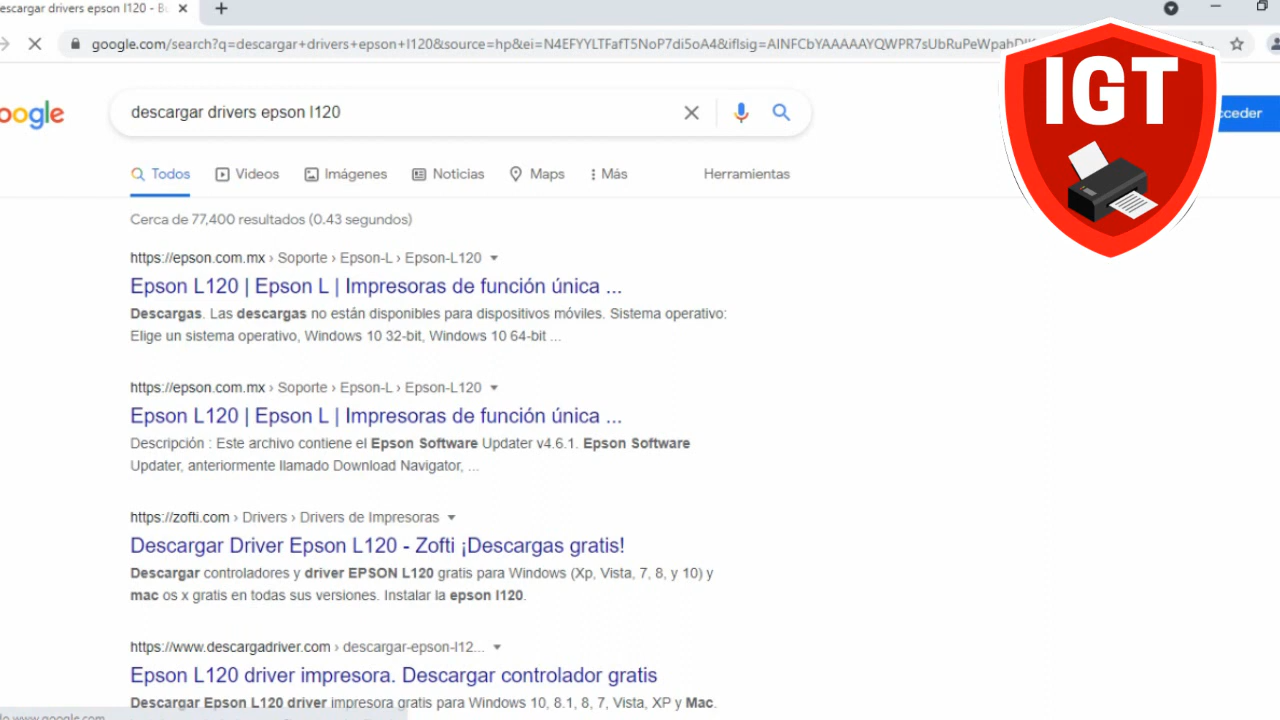 escargar drivers epson l120 - B
google.com/search?q=descargar+drivers+epson+l120&source=hp&ei=N4EFYYLTFafT5NoP7di5oA4&iflsig=AINFCbYAAAAAYQWPR7sUbRuPeWpahD
IGT
oogle
descargar drivers epson l120
cceder
Todos
Videos
Imágenes
Noticias
Maps
Más
Herramientas
Cerca de 77,400 resultados (0.43 segundos)
https://epson.com.mx › Soporte › Epson-L › Epson-L120
Epson L120 | Epson L | Impresoras de función única ...
Descargas. Las descargas no están disponibles para dispositivos móviles. Sistema operativo:
Elige un sistema operativo, Windows 10 32-bit, Windows 10 64-bit ...
https://epson.com.mx › Soporte › Epson-L › Epson-L120
Epson L120 | Epson L | Impresoras de función única ...
Descripción : Este archivo contiene el Epson Software Updater v4.6.1. Epson Software
Updater, anteriormente llamado Download Navigator, ...
https://zofti.com › Drivers › Drivers de Impresoras
Descargar Driver Epson L120 - Zofti ¡Descargas gratis!
Descargar controladores y driver EPSON L120 gratis para Windows (Xp, Vista, 7, 8, y 10) y
mac os x gratis en todas sus versiones. Instalar la epson l120.
https://www.descargadriver.com › descargar-epson-l12...
Epson L120 driver impresora. Descargar controlador gratis
Descargar Epson L120 driver impresora gratis para Windows 10, 8.1, 8, 7, Vista, XP y Mac.
do www.google.com